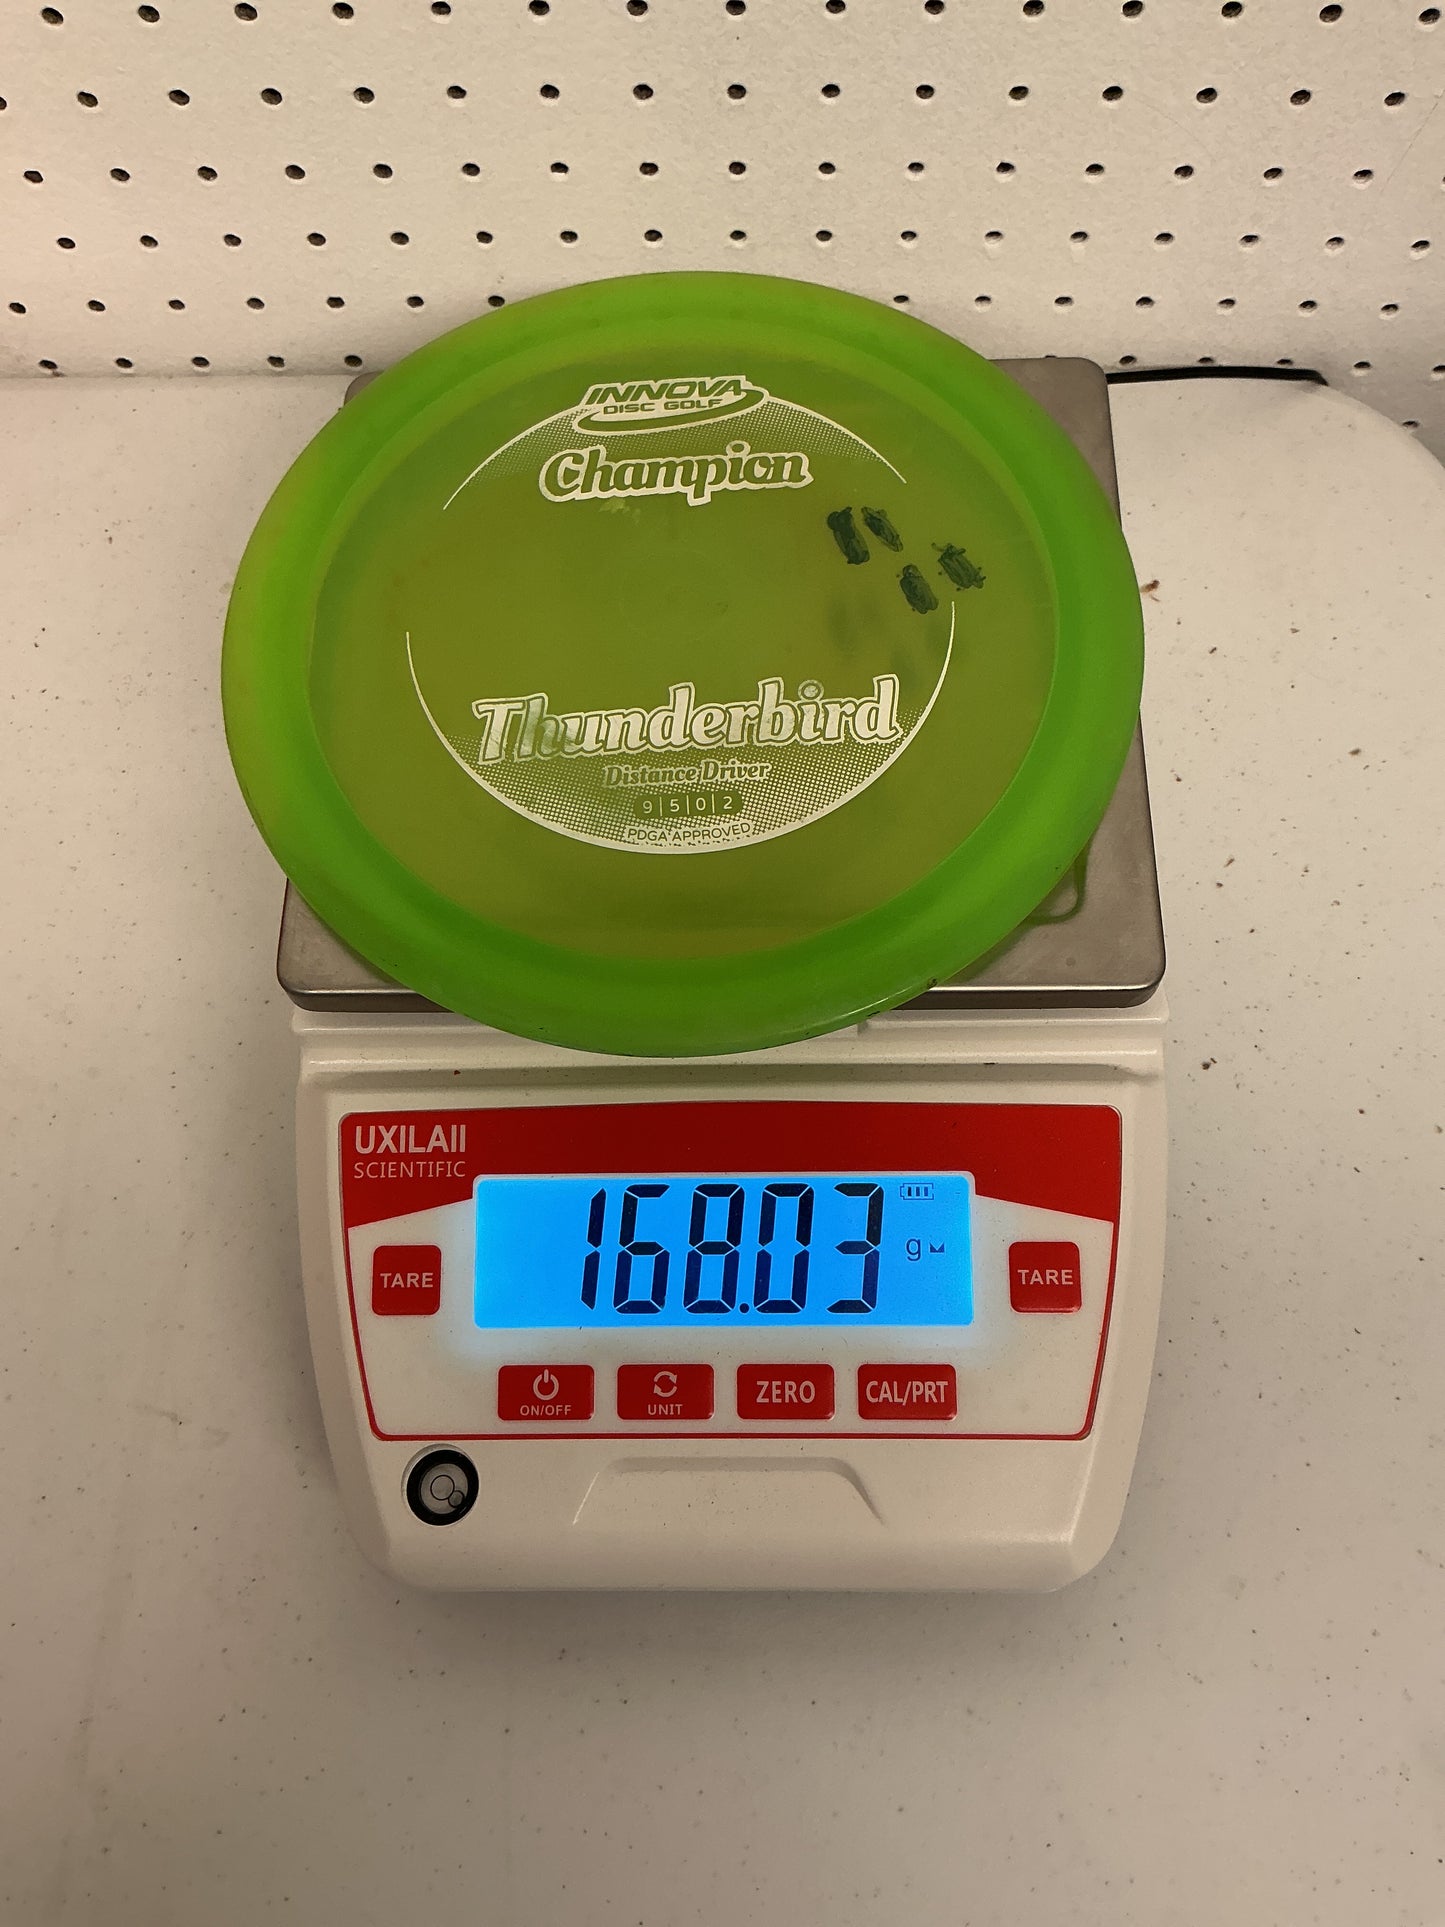 INNOVA
DISC GOLF
Champion
Thunderbird
Distance Driver
9|5|0|2
PDGA APPROVED
UXILAII
SCIENTIFIC
168.03 g
TARE
TARE
ON/OFF
UNIT
ZERO
CAL/PRT